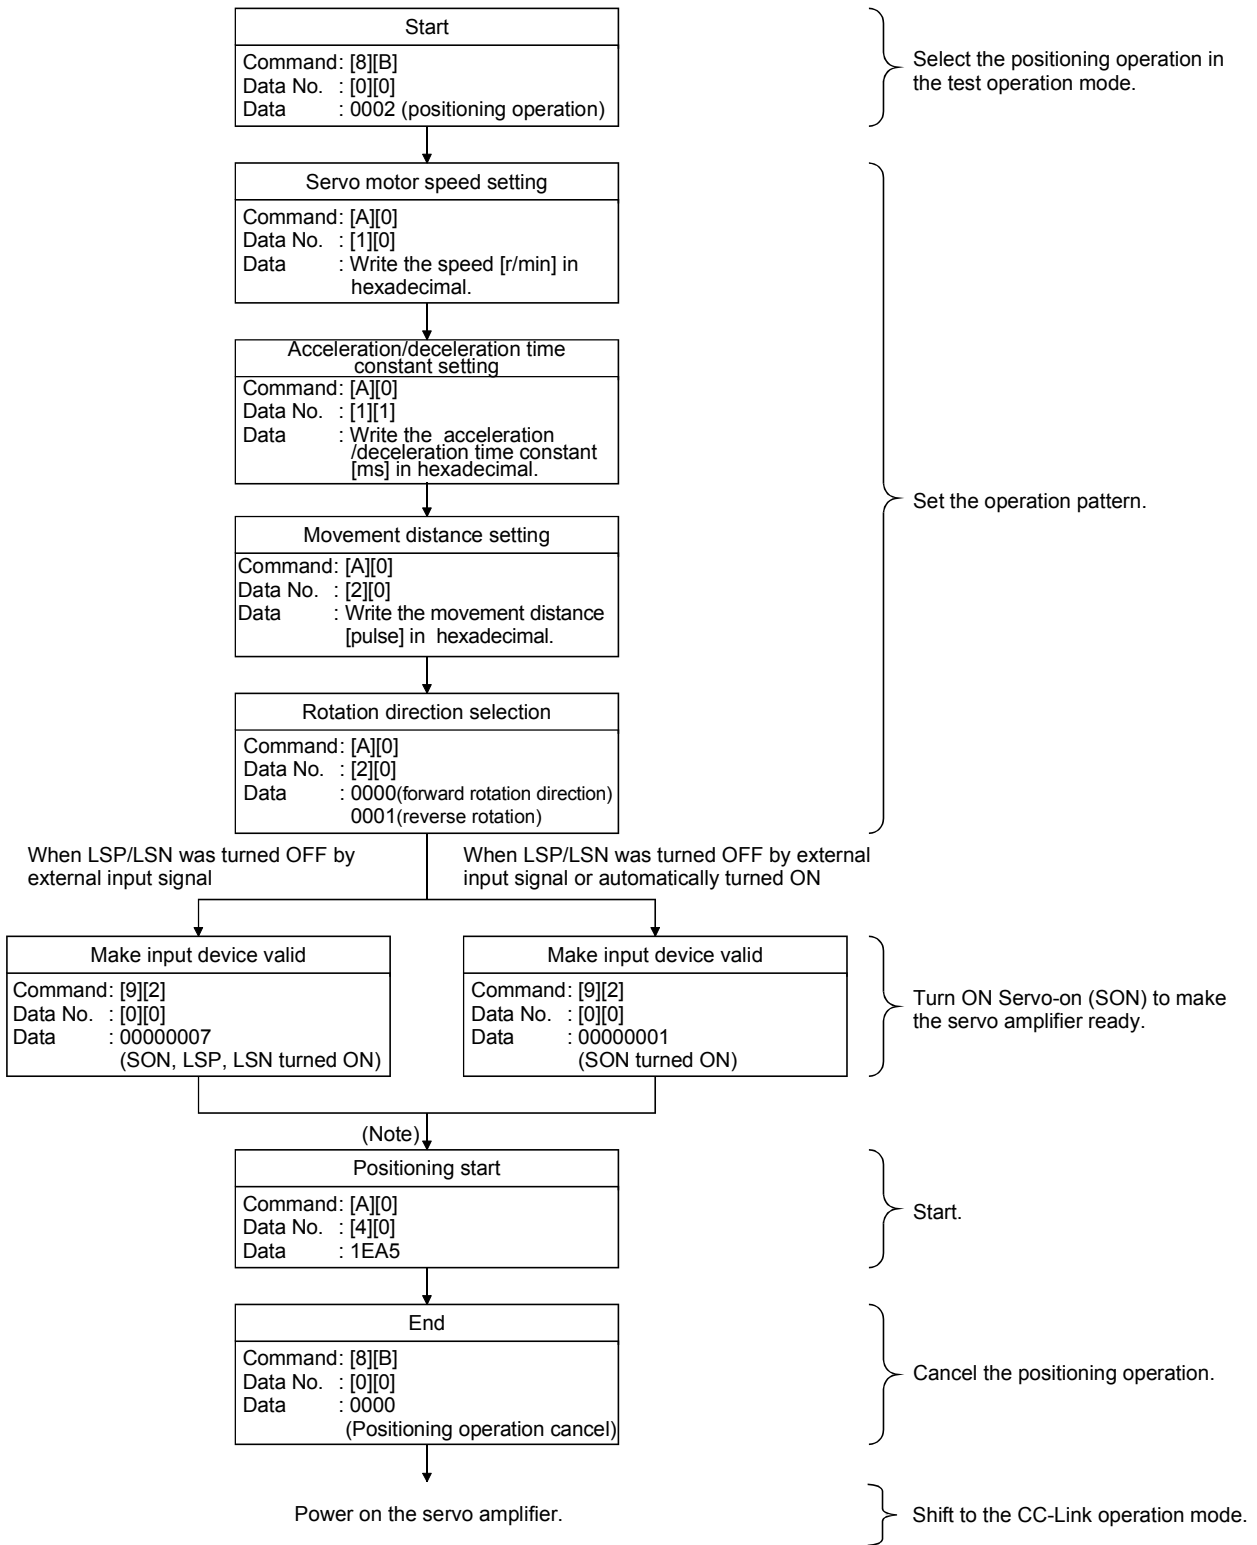 Start
Command: [8][B]
Data No. : [0][0]
Data : 0002 (positioning operation)
Select the positioning operation in
the test operation mode.
Servo motor speed setting
Command: [A][0]
Data No. : [1][0]
Data : Write the speed [r/min] in
hexadecimal.
Acceleration/deceleration time
constant setting
Command: [A][0]
Data No. : [1][1]
Data : Write the acceleration
/deceleration time constant
[ms] in hexadecimal.
Movement distance setting
Command: [A][0]
Data No. : [2][0]
Data : Write the movement distance
[pulse] in hexadecimal.
Rotation direction selection
Command: [A][0]
Data No. : [2][0]
Data : 0000(forward rotation direction)
0001(reverse rotation)
Set the operation pattern.
When LSP/LSN was turned OFF by
external input signal
When LSP/LSN was turned OFF by external
input signal or automatically turned ON
Make input device valid
Command: [9][2]
Data No. : [0][0]
Data : 00000007
(SON, LSP, LSN turned ON)
Make input device valid
Command: [9][2]
Data No. : [0][0]
Data : 00000001
(SON turned ON)
Turn ON Servo-on (SON) to make
the servo amplifier ready.
(Note)
Positioning start
Command: [A][0]
Data No. : [4][0]
Data : 1EA5
Start.
End
Command: [8][B]
Data No. : [0][0]
Data : 0000
(Positioning operation cancel)
Cancel the positioning operation.
Power on the servo amplifier.
Shift to the CC-Link operation mode.